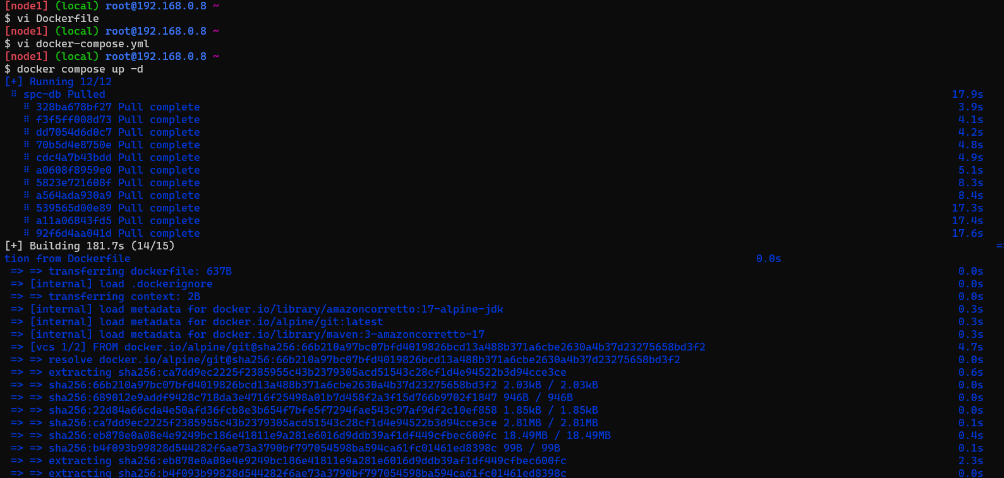 [node1] (local) root@192.168.0.8 ~
$ vi Dockerfile
[node1] (local) root@192.168.0.8 ~
$ vi docker-compose.yml
[node1] (local) root@192.168.0.8 ~
$ docker compose up -d
[+] Running 12/12
⠿ spc-db Pulled 17.9s
⠿ 328ba678bf27 Pull complete 3.9s
⠿ f3f5ff008d73 Pull complete 4.1s
⠿ dd7054d6d0c7 Pull complete 4.2s
⠿ 70b5d4e8750e Pull complete 4.8s
⠿ cdc4a7b43bdd Pull complete 4.9s
⠿ a0608f8959e0 Pull complete 5.1s
⠿ 5823e721608f Pull complete 8.3s
⠿ a564ada930a9 Pull complete 8.4s
⠿ 539565d00e89 Pull complete 17.3s
⠿ a11a06843fd5 Pull complete 17.4s
⠿ 92f6d4aa041d Pull complete 17.6s
[+] Building 181.7s (14/15) =
tion from Dockerfile 0.0s
=> => transferring dockerfile: 637B 0.0s
=> [internal] load .dockerignore 0.0s
=> => transferring context: 2B 0.0s
=> [internal] load metadata for docker.io/library/amazoncorretto:17-alpine-jdk 0.3s
=> [internal] load metadata for docker.io/alpine/git:latest 0.3s
=> [internal] load metadata for docker.io/library/maven:3-amazoncorretto-17 0.3s
=> [vcs 1/2] FROM docker.io/alpine/git@sha256:66b210a97bc07bfd4019826bcd13a488b371a6cbe2630a4b37d23275658bd3f2 4.7s
=> => resolve docker.io/alpine/git@sha256:66b210a97bc07bfd4019826bcd13a488b371a6cbe2630a4b37d23275658bd3f2 0.0s
=> => extracting sha256:ca7dd9ec2225f2385955c43b2379305acd51543c28cf1d4e94522b3d94cce3ce 0.6s
=> => sha256:66b210a97bc07bfd4019826bcd13a488b371a6cbe2630a4b37d23275658bd3f2 2.03kB / 2.03kB 0.0s
=> => sha256:689012e9addf9428c718da3e4716f25498a01b7d458f2a3f15d766b9702f1847 946B / 946B 0.0s
=> => sha256:22d84a66cda4e50afd36fcb8e3b654f7bfe5f7294fae543c97af9df2c10ef858 1.85kB / 1.85kB 0.0s
=> => sha256:ca7dd9ec2225f2385955c43b2379305acd51543c28cf1d4e94522b3d94cce3ce 2.81MB / 2.81MB 0.1s
=> => sha256:eb878e0a08e4e9249bc186e41811e9a281e6016d9ddb39af1df449cfbec600fc 18.49MB / 18.49MB 0.4s
=> => sha256:b4f093b99828d544282f6ae73a3790bf797054598ba594ca61fc01461ed8398c 99B / 99B 0.1s
=> => extracting sha256:eb878e0a08e4e9249bc186e41811e9a281e6016d9ddb39af1df449cfbec600fc 2.3s
=> => extracting sha256:b4f093b99828d544282f6ae73a3790bf797054598ba594ca61fc01461ed8398c 0.0s